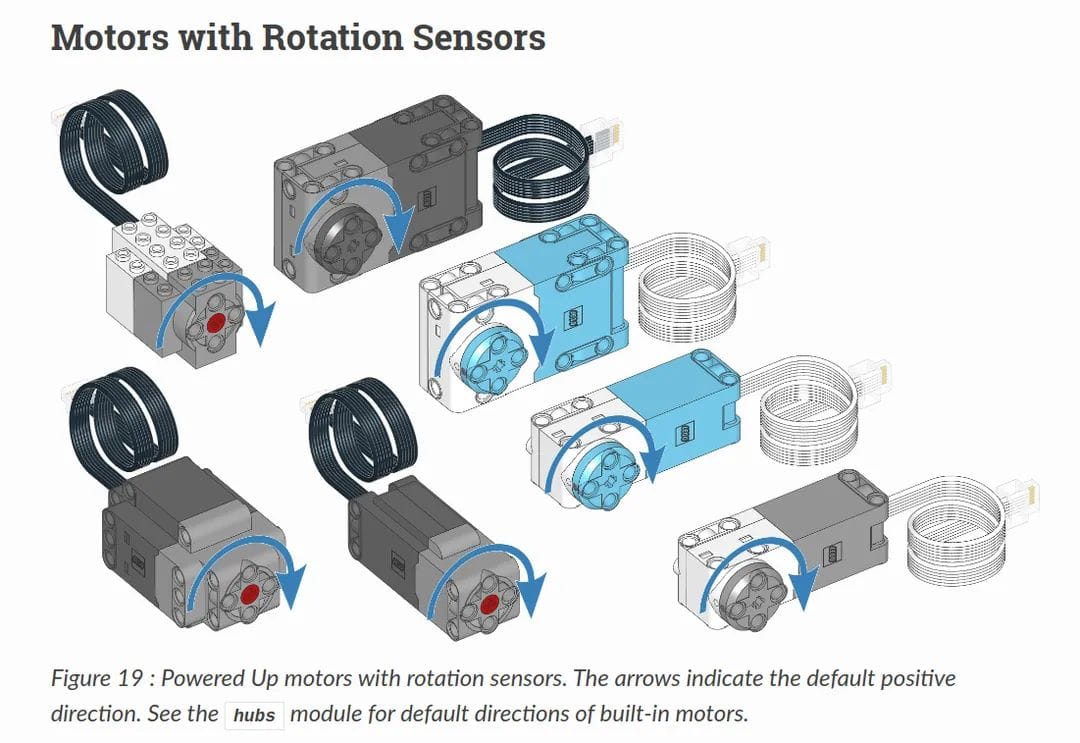 Motors with Rotation Sensors
Figure 19 : Powered Up motors with rotation sensors. The arrows indicate the default positive
direction. See the hubs module for default directions of built-in motors.